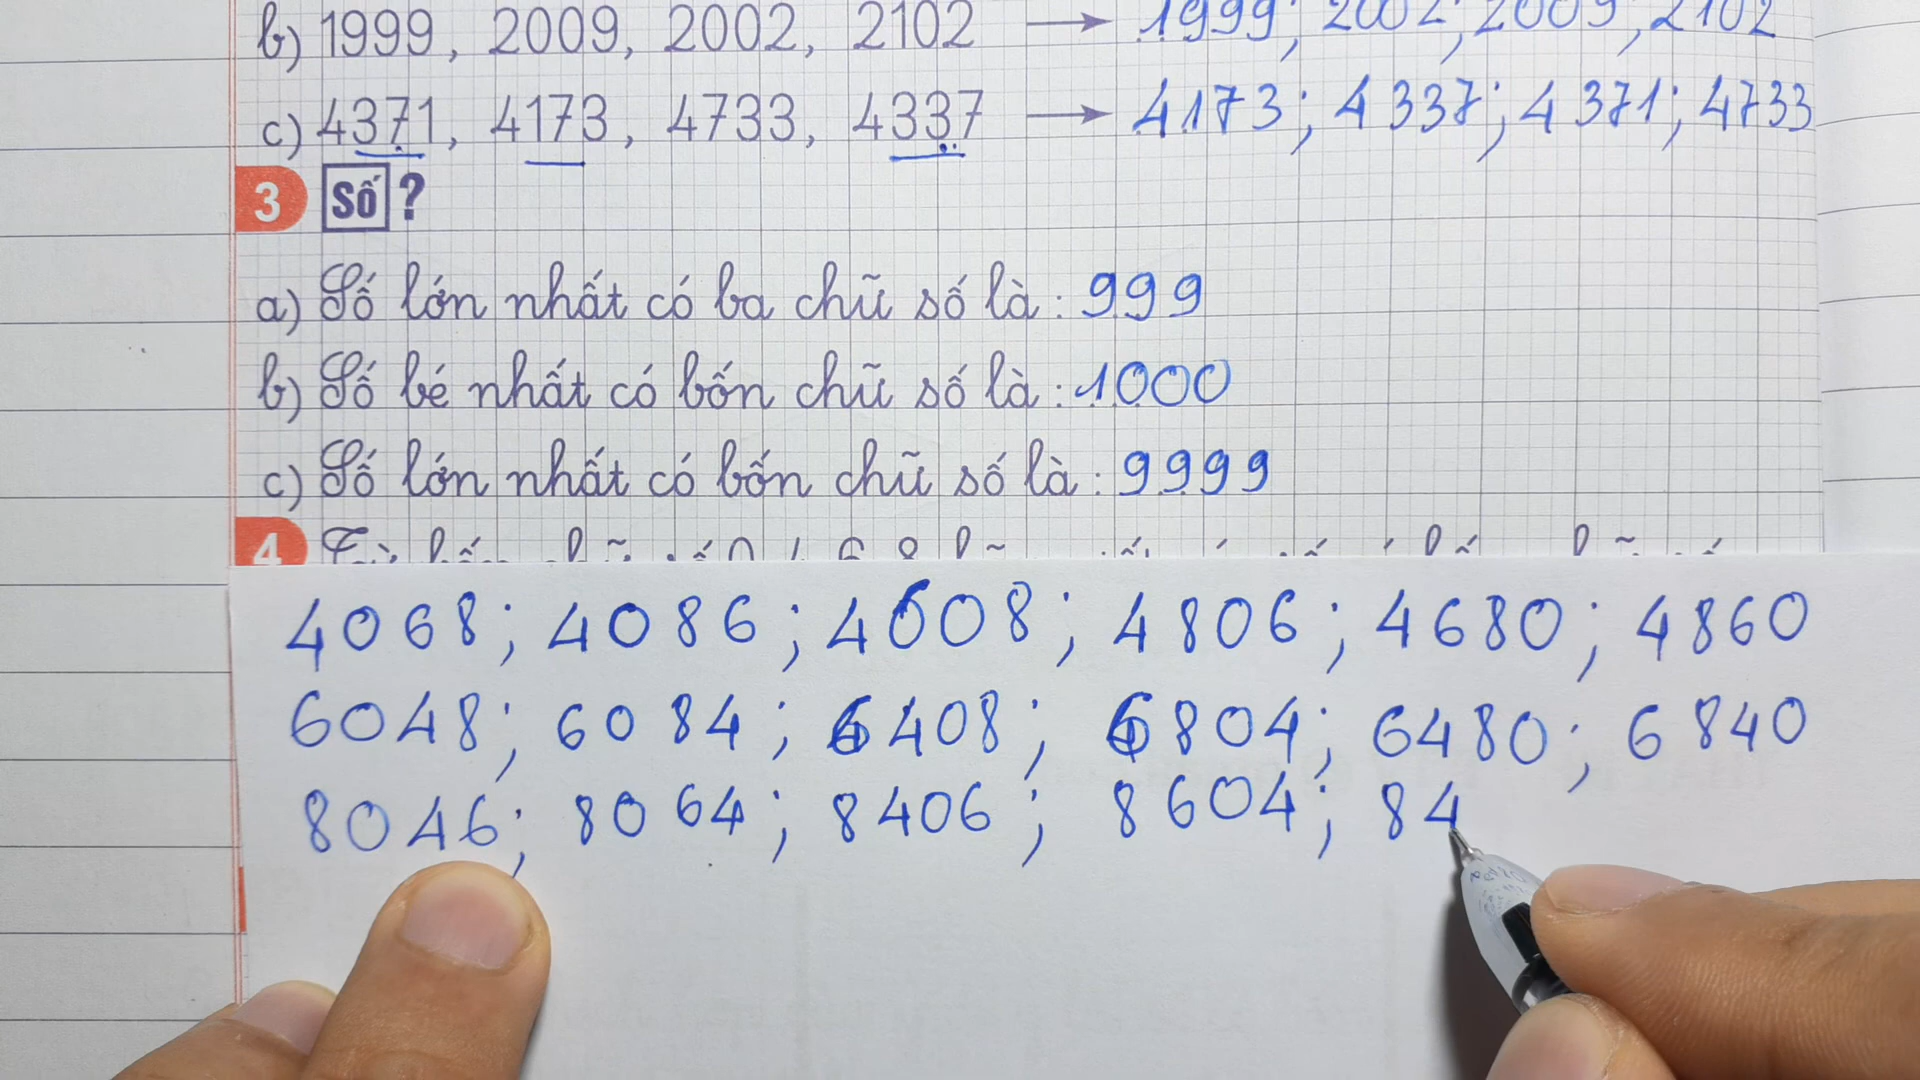 b) 1999, 2009, 2002, 2102 → 1999; 2002; 2009; 2102
c) 4371, 4173, 4733, 4337 → 4173; 4337; 4371; 4733
3 Số ?
a) Số lớn nhất có ba chữ số là: 999
b) Số bé nhất có bốn chữ số là: 1000
c) Số lớn nhất có bốn chữ số là: 9999
4
4068; 4086; 4608; 4806; 4680; 4860
6048; 6084; 6408; 6804; 6480; 6840
8046; 8064; 8406; 8604; 84